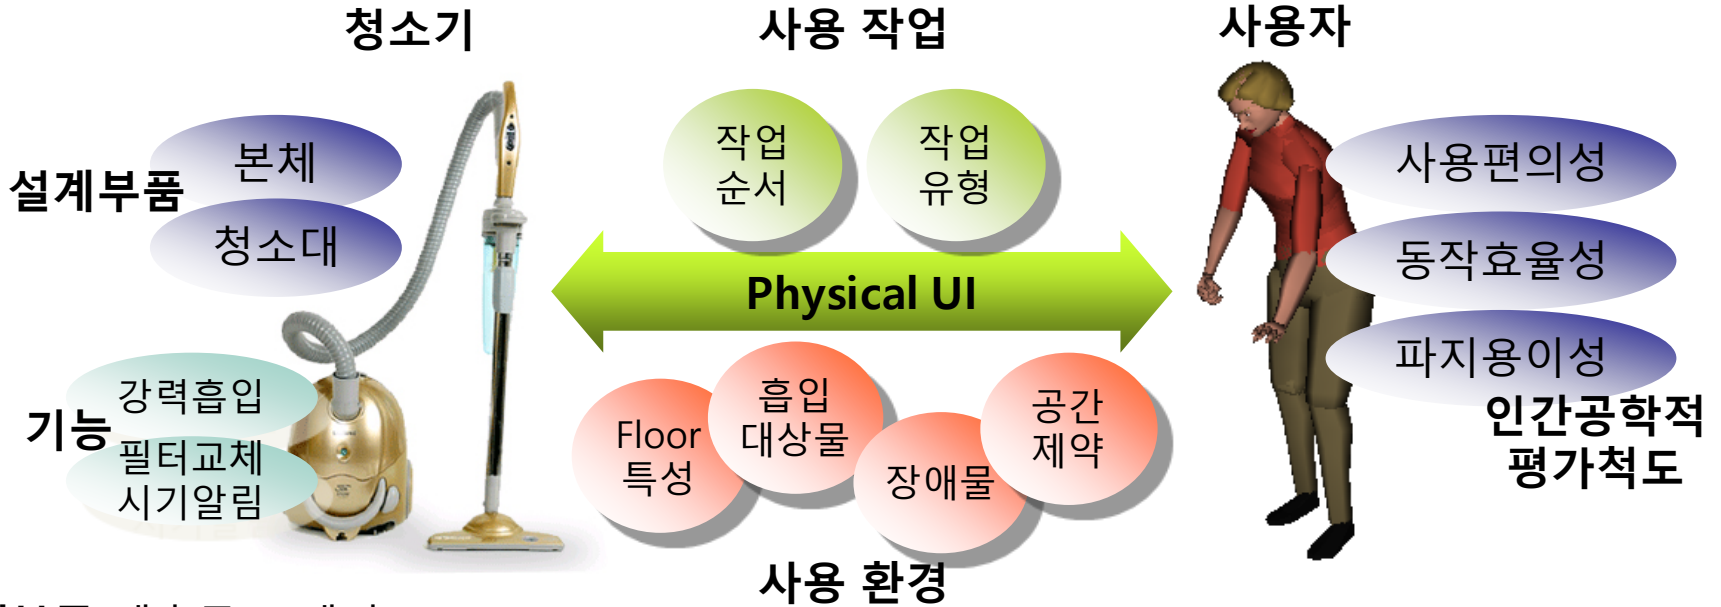 청소기
사용 작업
사용자
설계부품
본체
청소대
작업
순서
작업
유형
사용편의성
동작효율성
파지용이성
Physical UI
기능
강력흡입
필터교체
시기알림
Floor
특성
흡입
대상물
장애물
공간
제약
인간공학적
평가척도
사용 환경